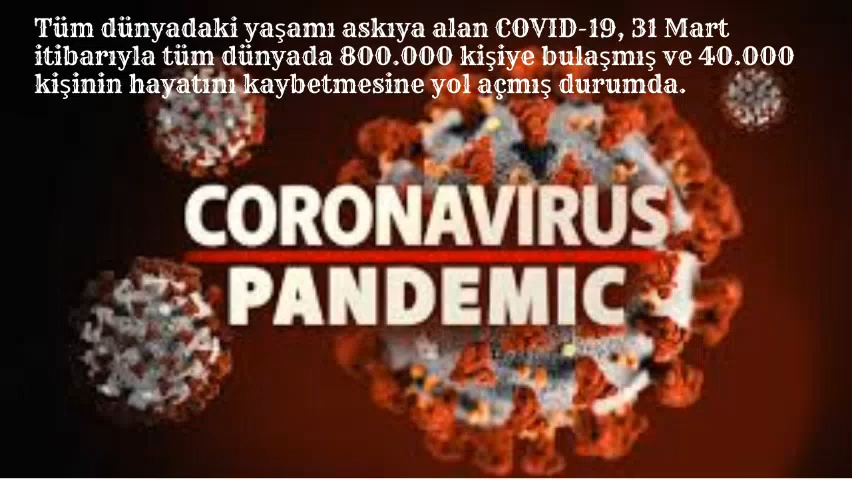 Tüm dünyadaki yaşamı askıya alan COVID-19, 31 Mart
itibarıyla tüm dünyada 800.000 kişiye bulaşmış ve 40.000
kişinin hayatını kaybetmesine yol açmış durumda.
CORONAVIRUS
PANDEMIC